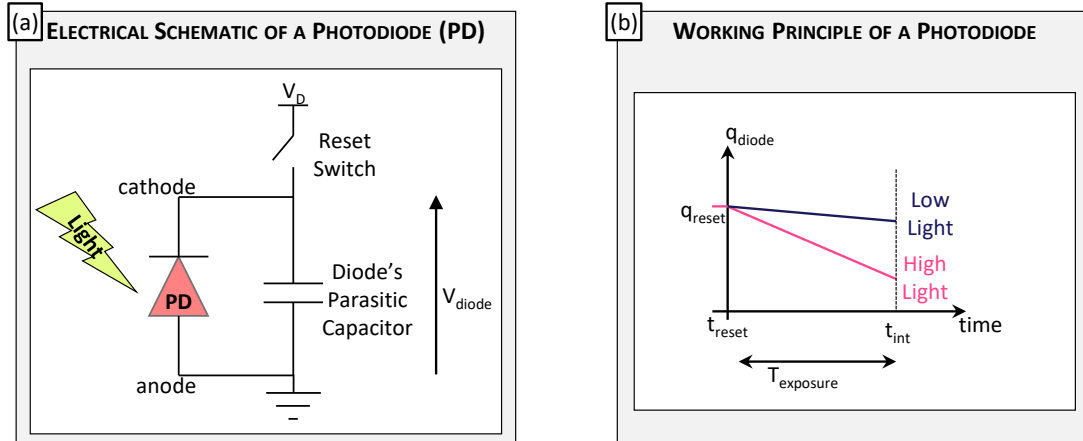 (a) ELECTRICAL SCHEMATIC OF A PHOTODIODE (PD)
V_D
Reset
Switch
cathode
Light
PD
Diode's
Parasitic
Capacitor
V_diode
anode
(b) WORKING PRINCIPLE OF A PHOTODIODE
q_diode
q_reset
Low
Light
High
Light
t_reset
t_int
time
T_exposure